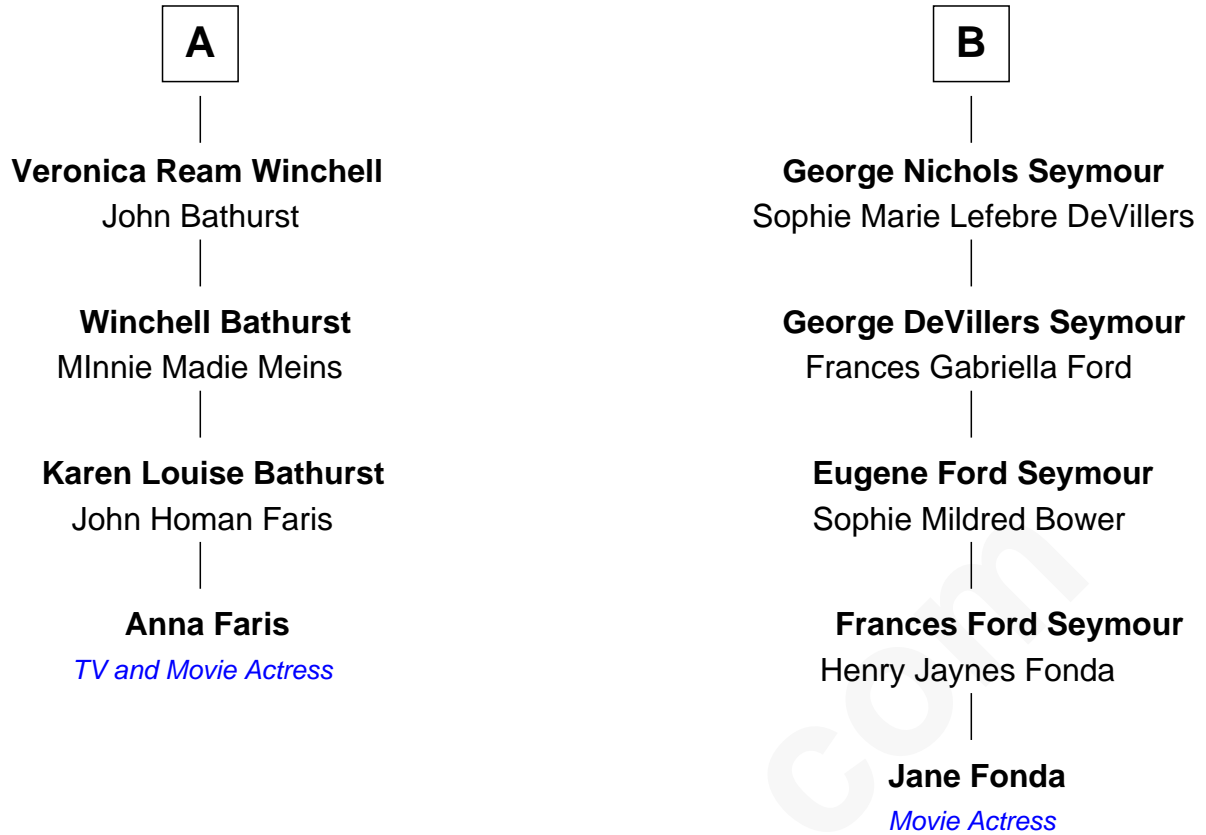 A
Veronica Ream Winchell
John Bathurst
Winchell Bathurst
MInnie Madie Meins
Karen Louise Bathurst
John Homan Faris
Anna Faris
TV and Movie Actress
B
George Nichols Seymour
Sophie Marie Lefebre DeVillers
George DeVillers Seymour
Frances Gabriella Ford
Eugene Ford Seymour
Sophie Mildred Bower
Frances Ford Seymour
Henry Jaynes Fonda
Jane Fonda
Movie Actress
com